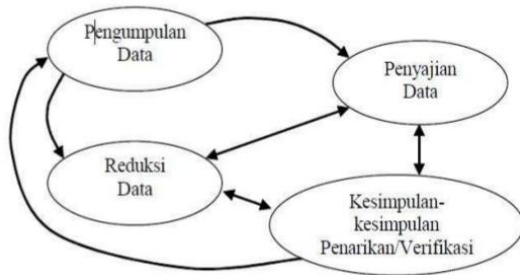 Pengumpulan
Data
Penyajian
Data
Reduksi
Data
Kesimpulan-
kesimpulan
Penarikan/Verifikasi